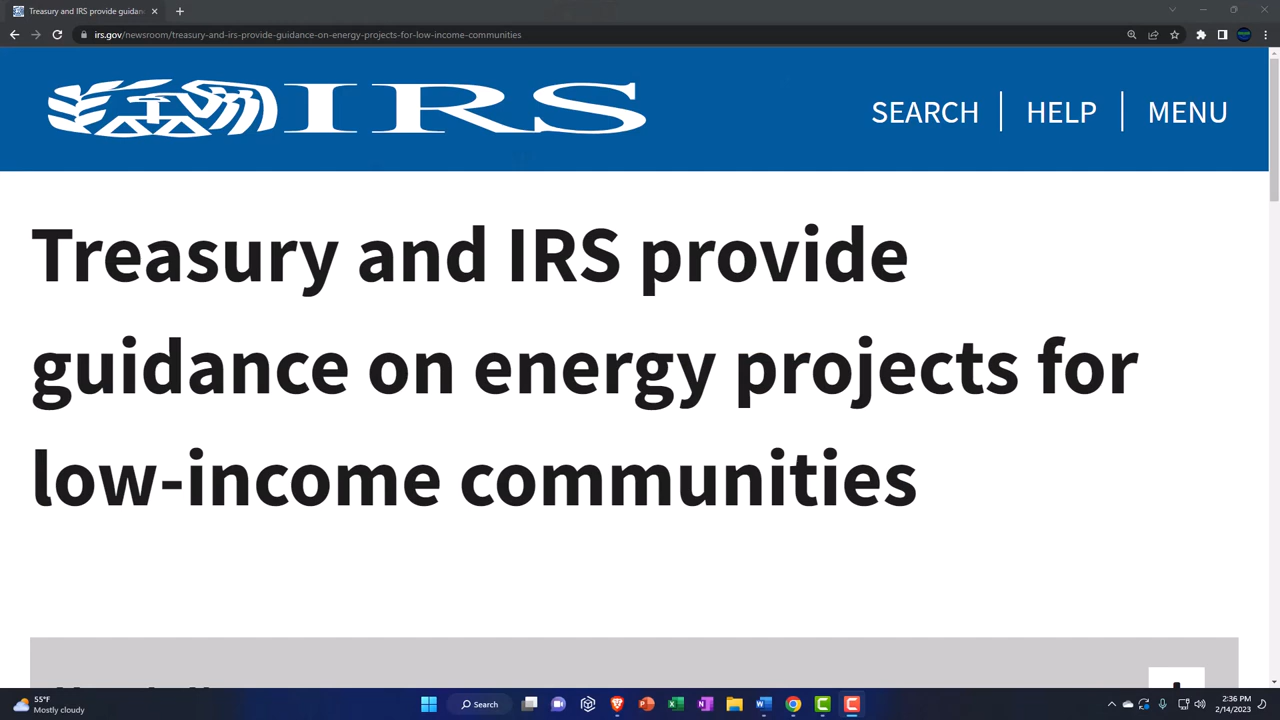 Treasury and IRS provide guidan
irs.gov/newsroom/treasury-and-irs-provide-guidance-on-energy-projects-for-low-income-communities
IRS
SEARCH
HELP
MENU
Treasury and IRS provide
guidance on energy projects for
low-income communities
55°F
Mostly cloudy
Search
2:36 PM
2/14/2023